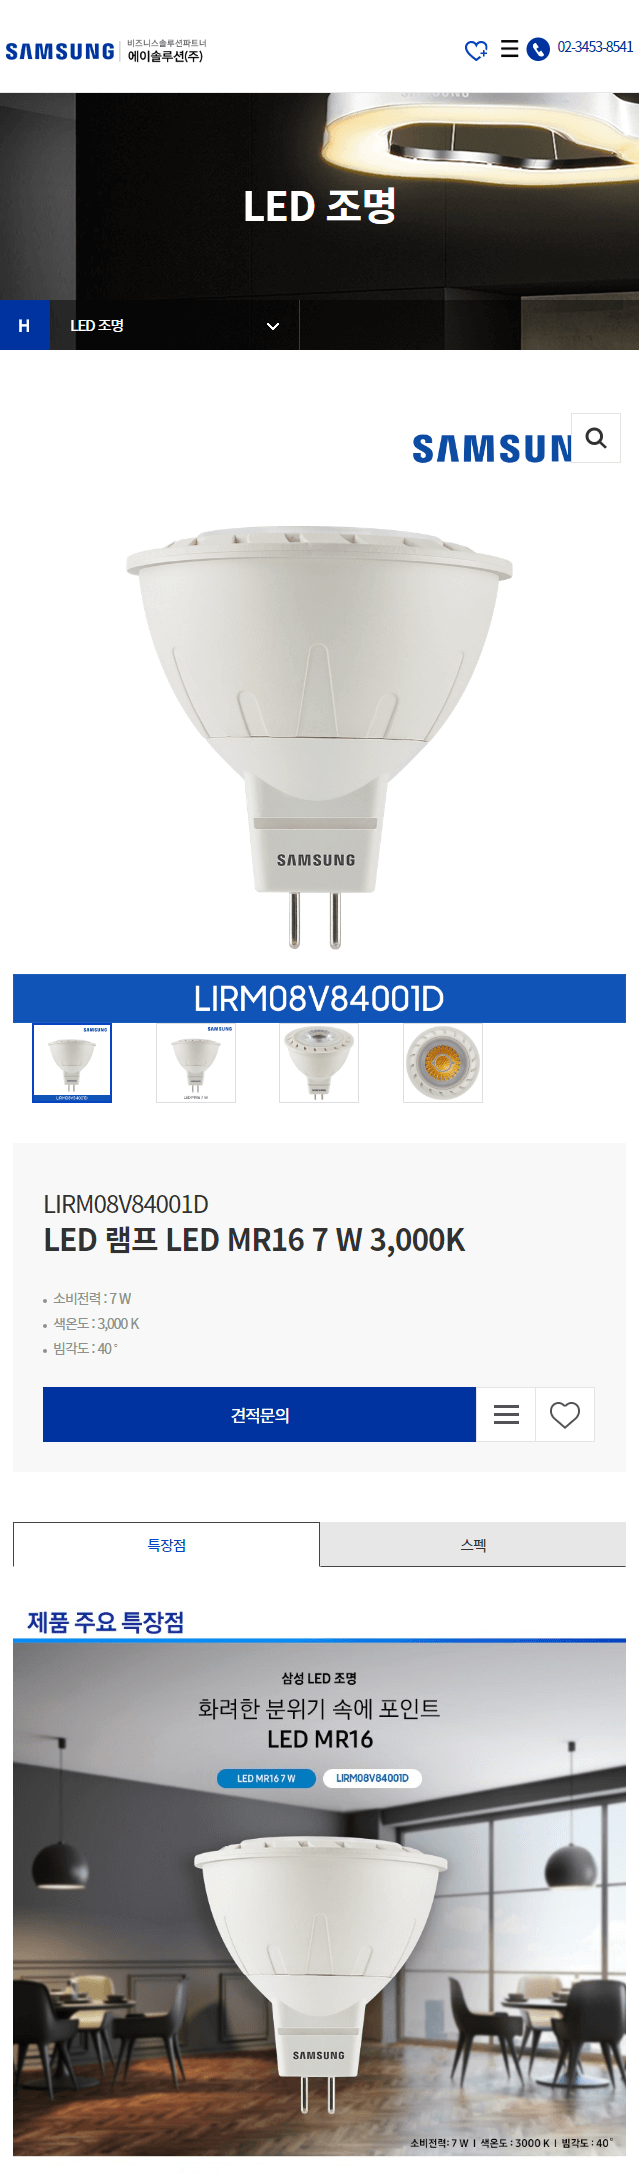 SAMSUNG
비즈니스솔루션파트너
에이솔루션(주)
02-3453-8541
LED 조명
H
LED 조명
SAMSUN
SAMSUNG
LIRM08V84001D
LIRM08V84001D
LED 램프 LED MR16 7 W 3,000K
• 소비전력 : 7 W
• 색온도 : 3,000 K
• 빔각도 : 40 °
견적문의
특장점
스펙
제품 주요 특장점
삼성 LED 조명
화려한 분위기 속에 포인트
LED MR16
LED MR16 7 W
LIRM08V84001D
SAMSUNG
소비전력: 7 W I 색온도 : 3000 K I 빔각도 : 40°